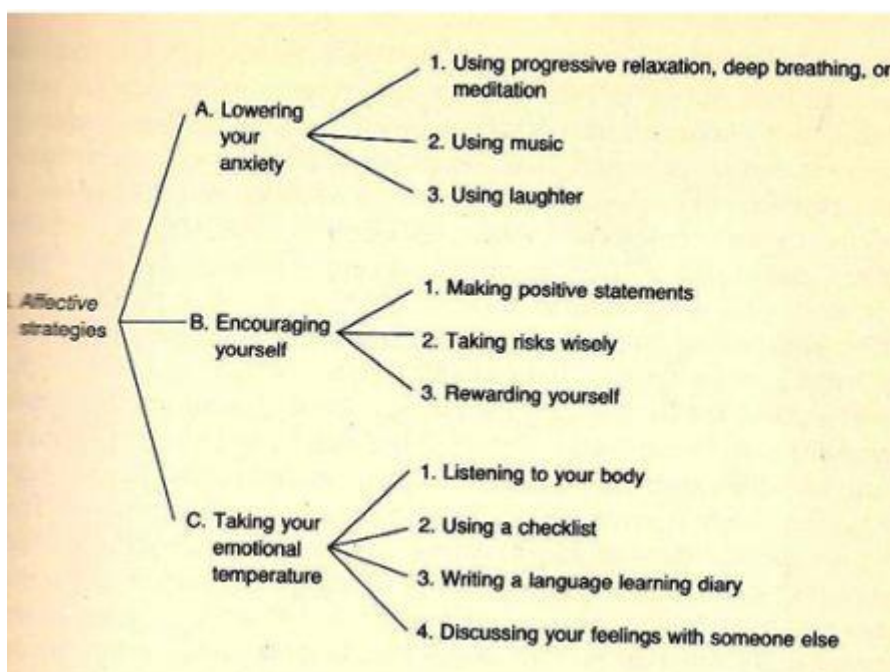 1. Using progressive relaxation, deep breathing, or
meditation
A. Lowering
your
anxiety
2. Using music
3. Using laughter
I. Affective
strategies
B. Encouraging
yourself
1. Making positive statements
2. Taking risks wisely
3. Rewarding yourself
C. Taking your
emotional
temperature
1. Listening to your body
2. Using a checklist
3. Writing a language learning diary
4. Discussing your feelings with someone else